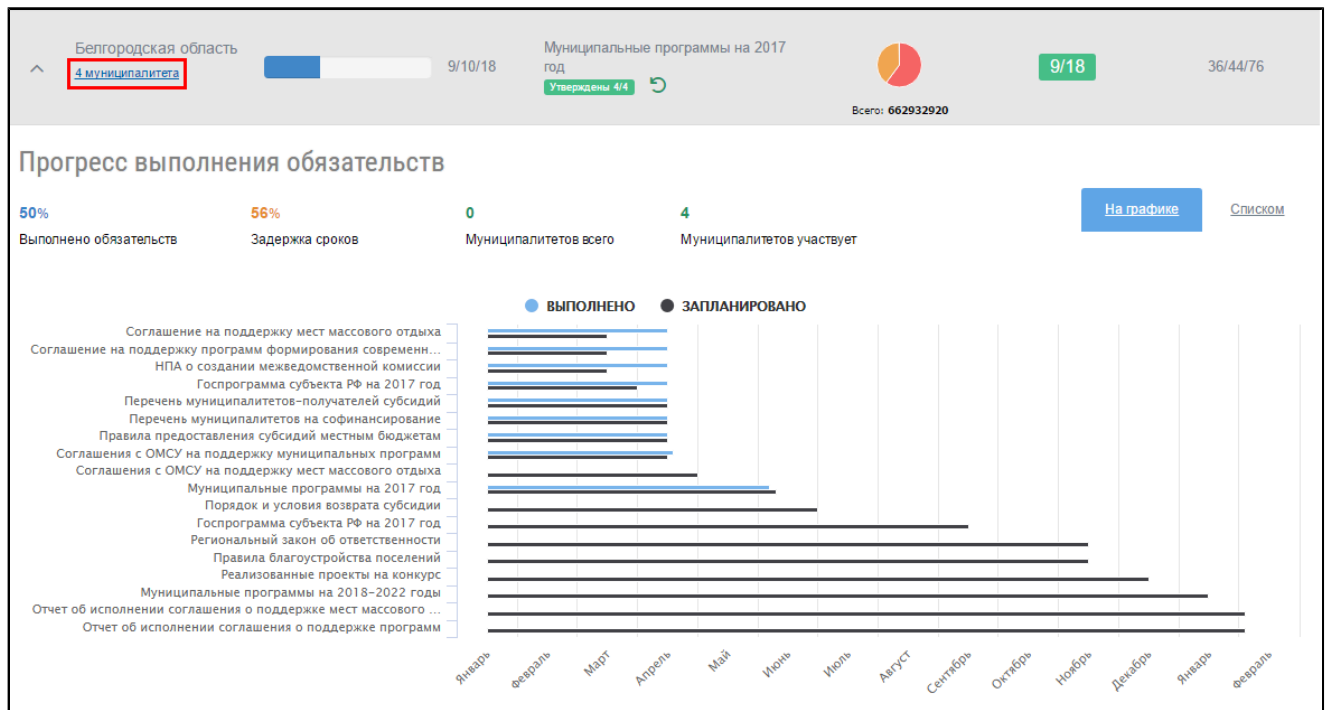 Белгородская область
4 муниципалитета
9/10/18
Муниципальные программы на 2017
год
Утверждены 4/4
Всего: 662932920
9/18
36/44/76
Прогресс выполнения обязательств
50%
Выполнено обязательств
56%
Задержка сроков
0
Муниципалитетов всего
4
Муниципалитетов участвует
На графике
Списком
ВЫПОЛНЕНО
ЗАПЛАНИРОВАНО
Соглашение на поддержку мест массового отдыха
Соглашение на поддержку программ формирования современн...
НПА о создании межведомственной комиссии
Госпрограмма субъекта РФ на 2017 год
Перечень муниципалитетов-получателей субсидий
Перечень муниципалитетов на софинансирование
Правила предоставления субсидий местным бюджетам
Соглашения с ОМСУ на поддержку муниципальных программ
Соглашения с ОМСУ на поддержку мест массового отдыха
Муниципальные программы на 2017 год
Порядок и условия возврата субсидии
Госпрограмма субъекта РФ на 2017 год
Региональный закон об ответственности
Правила благоустройства поселений
Реализованные проекты на конкурс
Муниципальные программы на 2018-2022 годы
Отчет об исполнении соглашения о поддержке мест массового ...
Отчет об исполнении соглашения о поддержке программ
Январь
Февраль
Март
Апрель
Май
Июнь
Июль
Август
Сентябрь
Октябрь
Ноябрь
Декабрь
Январь
Февраль